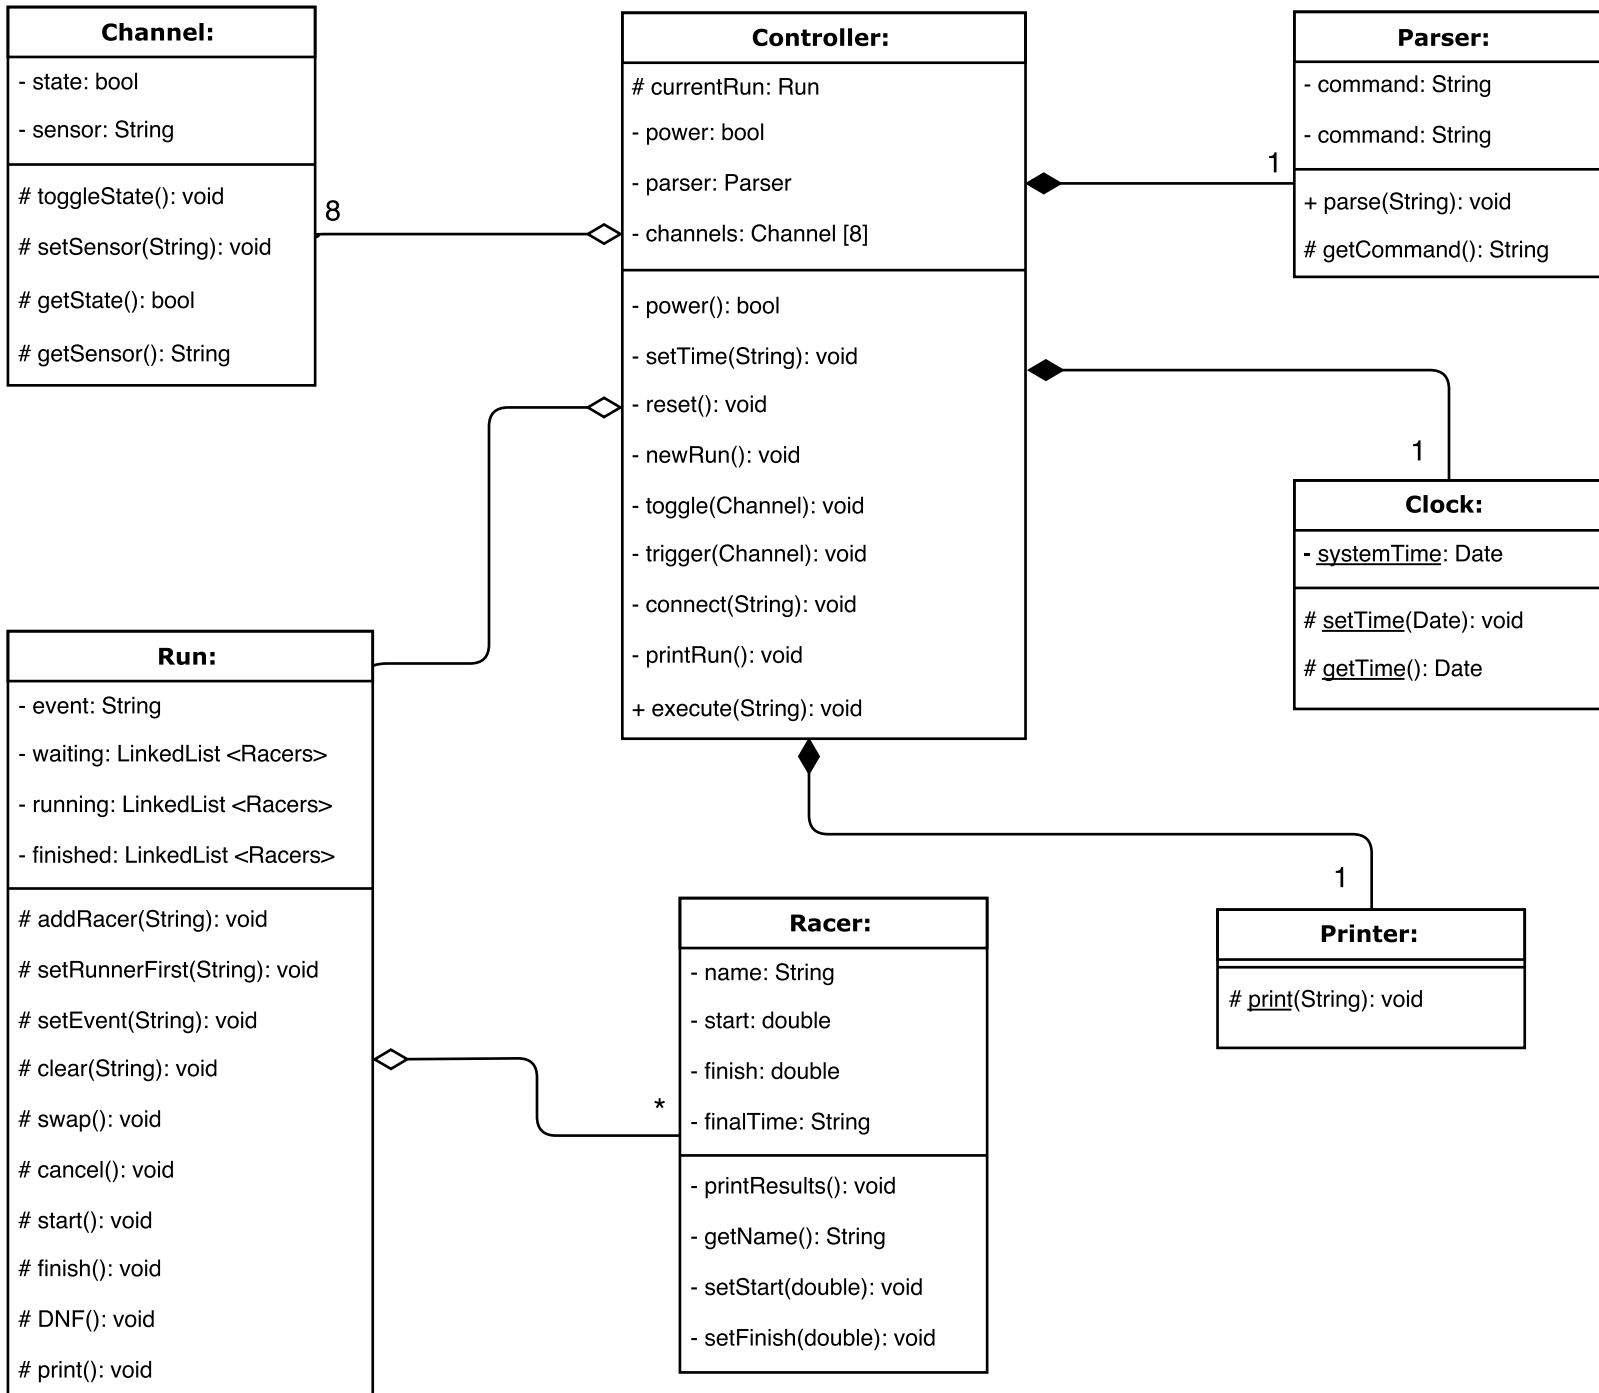 Channel:
- state: bool
- sensor: String
# toggleState(): void
# setSensor(String): void
# getState(): bool
# getSensor(): String
8
Controller:
# currentRun: Run
- power: bool
- parser: Parser
- channels: Channel [8]
- power(): bool
- setTime(String): void
- reset(): void
- newRun(): void
- toggle(Channel): void
- trigger(Channel): void
- connect(String): void
- printRun(): void
+ execute(String): void
1
Parser:
- command: String
- command: String
+ parse(String): void
# getCommand(): String
1
Clock:
- systemTime: Date
# setTime(Date): void
# getTime(): Date
Run:
- event: String
- waiting: LinkedList <Racers>
- running: LinkedList <Racers>
- finished: LinkedList <Racers>
# addRacer(String): void
# setRunnerFirst(String): void
# setEvent(String): void
# clear(String): void
# swap(): void
# cancel(): void
# start(): void
# finish(): void
# DNF(): void
# print(): void
*
Racer:
- name: String
- start: double
- finish: double
- finalTime: String
- printResults(): void
- getName(): String
- setStart(double): void
- setFinish(double): void
1
Printer:
# print(String): void